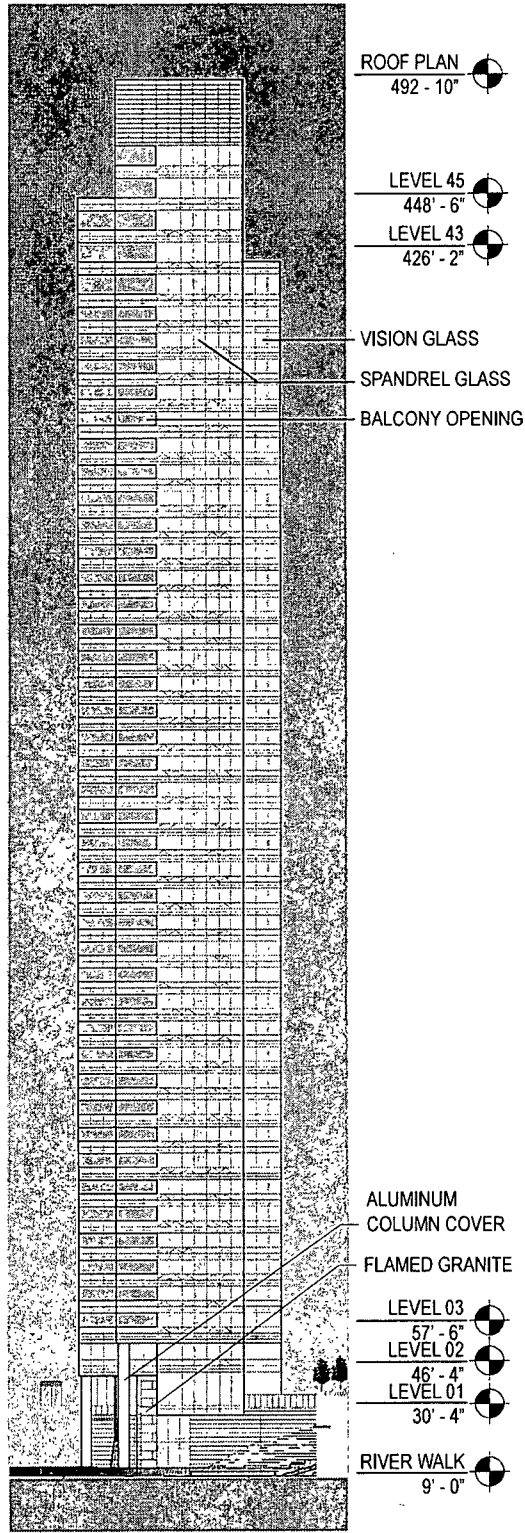 ROOF PLAN
492 - 10"
LEVEL 45
448' - 6"
LEVEL 43
426' - 2"
VISION GLASS
SPANDREL GLASS
BALCONY OPENING
ALUMINUM
COLUMN COVER
FLAMED GRANITE
LEVEL 03
57' - 6"
LEVEL 02
46' - 4"
LEVEL 01
30' - 4"
RIVER WALK
9' - 0"